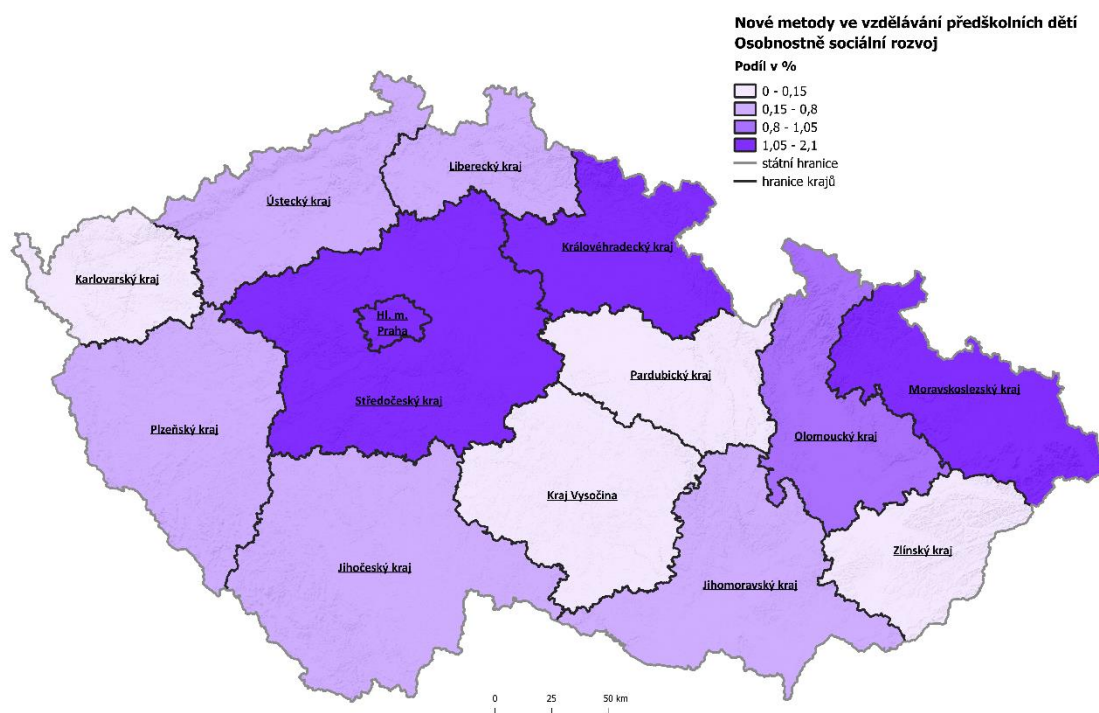 Nové metody ve vzdělávání předškolních dětí
Osobnostně sociální rozvoj
Podíl v %
0 - 0,15
0,15 - 0,8
0,8 - 1,05
1,05 - 2,1
státní hranice
hranice krajů
Liberecký kraj
Ústecký kraj
Královéhradecký kraj
Karlovarský kraj
Hl. m.
Praha
Pardubický kraj
Moravskoslezský kraj
Středočeský kraj
Plzeňský kraj
Olomoucký kraj
Kraj Vysočina
Zlínský kraj
Jihočeský kraj
Jihomoravský kraj
0 25 50 km